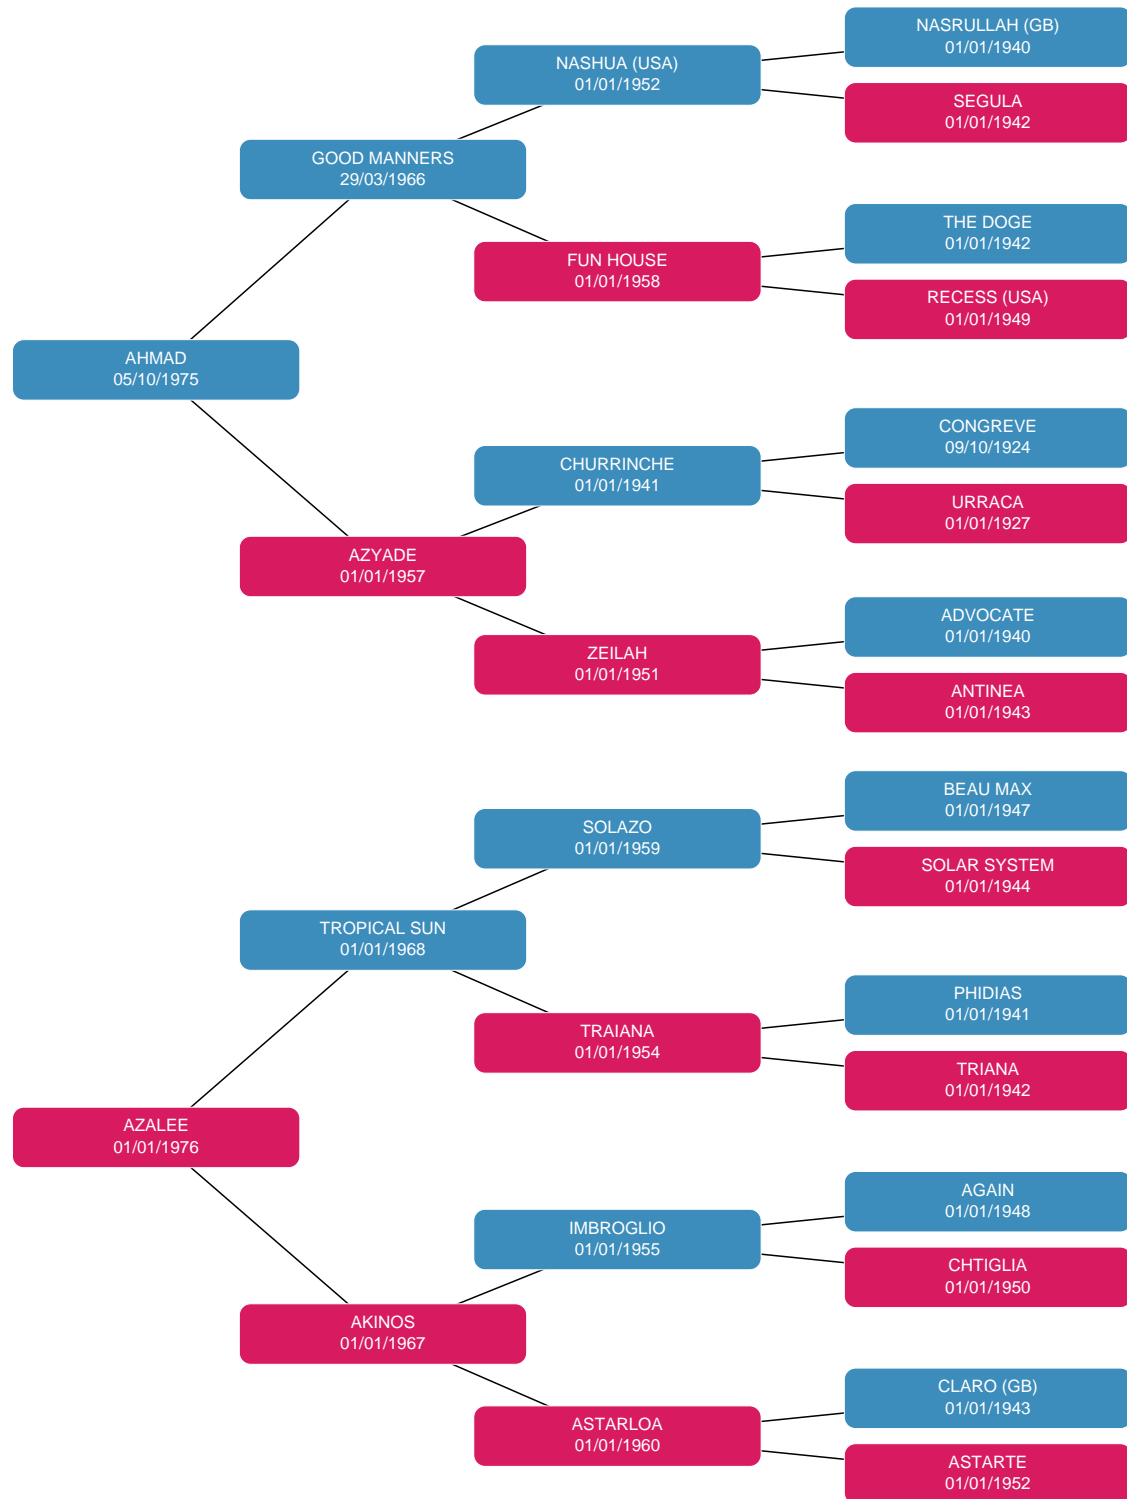 NASRULLAH (GB)
01/01/1940
NASHUA (USA)
01/01/1952
SEGULA
01/01/1942
GOOD MANNERS
29/03/1966
THE DOGE
01/01/1942
FUN HOUSE
01/01/1958
RECESS (USA)
01/01/1949
AHMAD
05/10/1975
CONGREVE
09/10/1924
CHURRINCHE
01/01/1941
URRACA
01/01/1927
AZYADE
01/01/1957
ADVOCATE
01/01/1940
ZEILAH
01/01/1951
ANTINEA
01/01/1943
BEAU MAX
01/01/1947
SOLAZO
01/01/1959
SOLAR SYSTEM
01/01/1944
TROPICAL SUN
01/01/1968
PHIDIAS
01/01/1941
TRAIANA
01/01/1954
TRIANA
01/01/1942
AZALEE
01/01/1976
AGAIN
01/01/1948
IMBROGLIO
01/01/1955
CHTIGLIA
01/01/1950
AKINOS
01/01/1967
CLARO (GB)
01/01/1943
ASTARLOA
01/01/1960
ASTARTE
01/01/1952